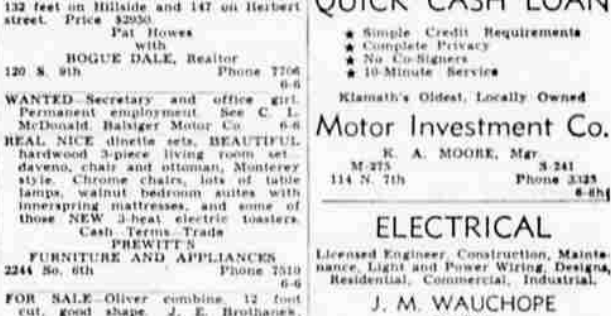 132 feet on Hillside and 147 on Herbert
street. Price $2950.
Pat Howes
with
BOGUE DALE, Realtor
120 S. 9th Phone 7706
6-6
WANTED—Secretary and office girl.
Permanent employment. See C. L.
McDonald, Balsiger Motor Co. 6-6
REAL NICE dinette sets, BEAUTIFUL
hardwood 3-piece living room set—
daveno, chair and ottoman, Monterey
style. Chrome chairs, lots of table
lamps, walnut bedroom suites with
innerspring mattresses, and some of
those NEW 3-heat electric toasters.
Cash Terms Trade
PREWITT'S
FURNITURE AND APPLIANCES
2244 So. 6th Phone 7510
6-6
FOR SALE—Oliver combine, 12 foot
cut, good shape. J. E. Brothanek,
QUICK CASH LOAN
★ Simple Credit Requirements
★ Complete Privacy
★ No Co-Signers
★ 10-Minute Service
Klamath's Oldest, Locally Owned
Motor Investment Co.
K. A. MOORE, Mgr.
M-275 S-241
114 N. 7th Phone 3325
ELECTRICAL
Licensed Engineer, Construction, Mainte-
nance, Light and Power Wiring, Designs,
Residential, Commercial, Industrial.
J. M. WAUCHOPE